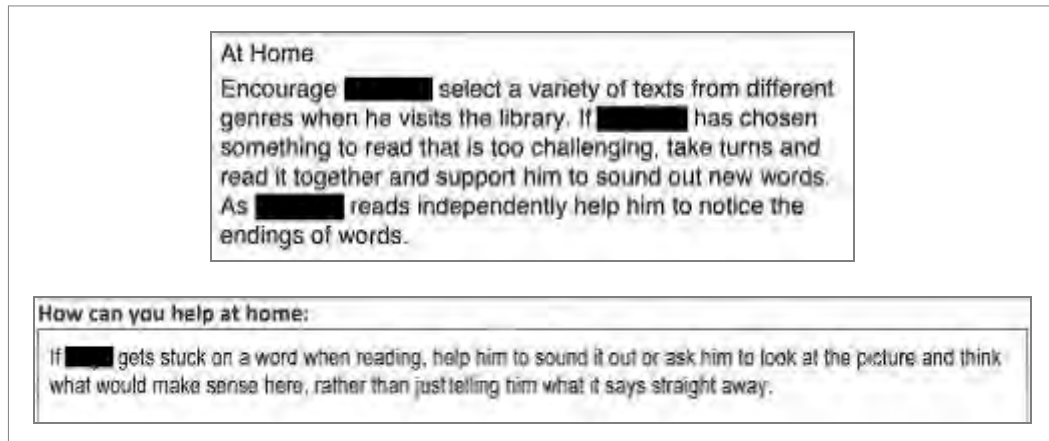 At Home
Encourage select a variety of texts from different
genres when he visits the library. If has chosen
something to read that is too challenging, take turns and
read it together and support him to sound out new words.
As reads independently help him to notice the
endings of words.
How can you help at home:
If gets stuck on a word when reading, help him to sound it out or ask him to look at the picture and think
what would make sense here, rather than just telling him what it says straight away.